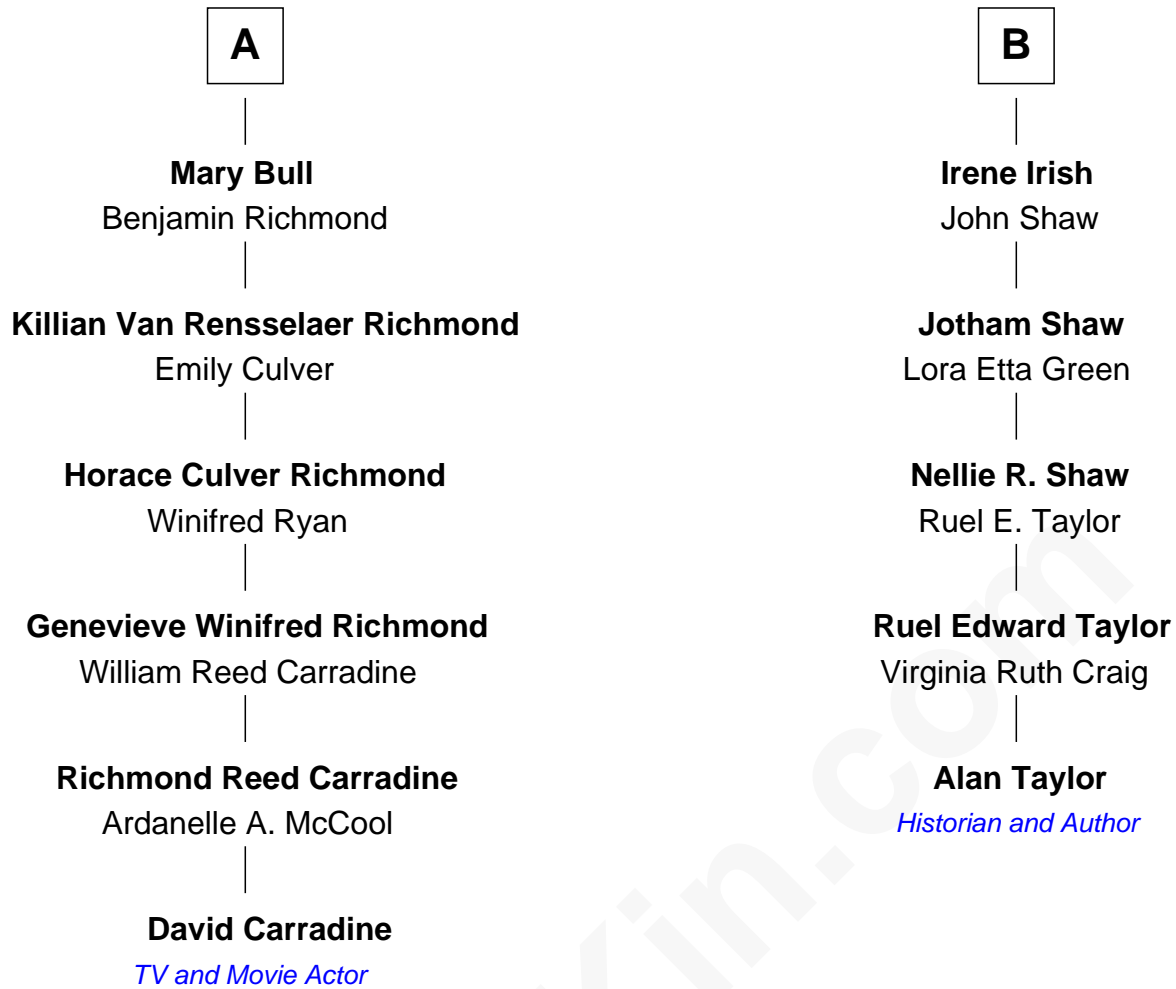 A
Mary Bull
Benjamin Richmond
Killian Van Rensselaer Richmond
Emily Culver
Horace Culver Richmond
Winifred Ryan
Genevieve Winifred Richmond
William Reed Carradine
Richmond Reed Carradine
Ardanelle A. McCool
David Carradine
TV and Movie Actor
B
Irene Irish
John Shaw
Jotham Shaw
Lora Etta Green
Nellie R. Shaw
Ruel E. Taylor
Ruel Edward Taylor
Virginia Ruth Craig
Alan Taylor
Historian and Author
Kin.com